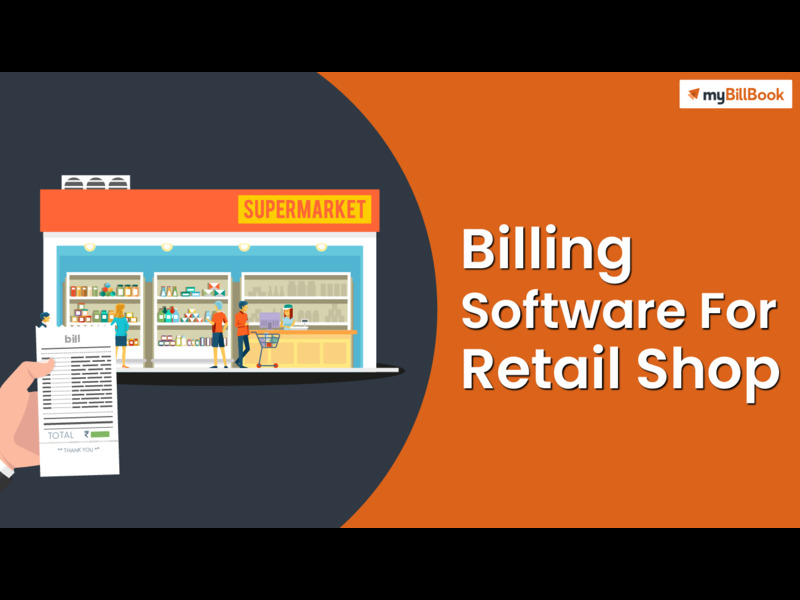 myBillBook
SUPERMARKET
Billing
Software For
Retail Shop
bill
TOTAL ₹
** THANK YOU **